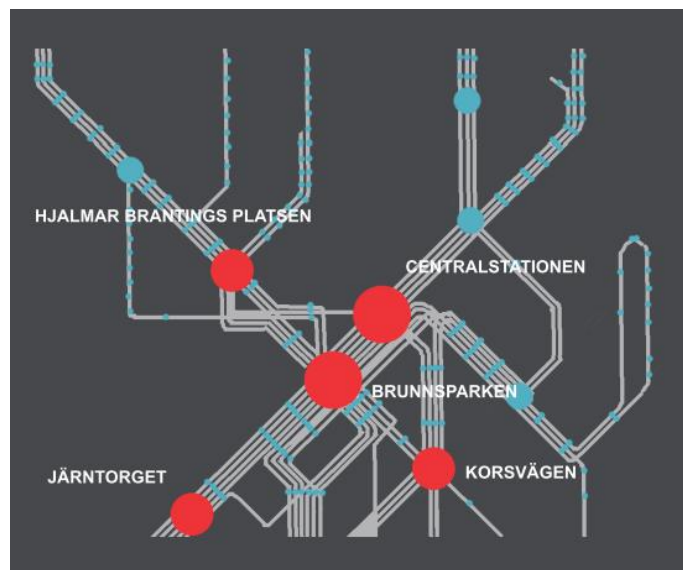 HJALMAR BRANTINGS PLATSEN
CENTRALSTATIONEN
BRUNNSPARKEN
JÄRNTORGET
KORSVÄGEN